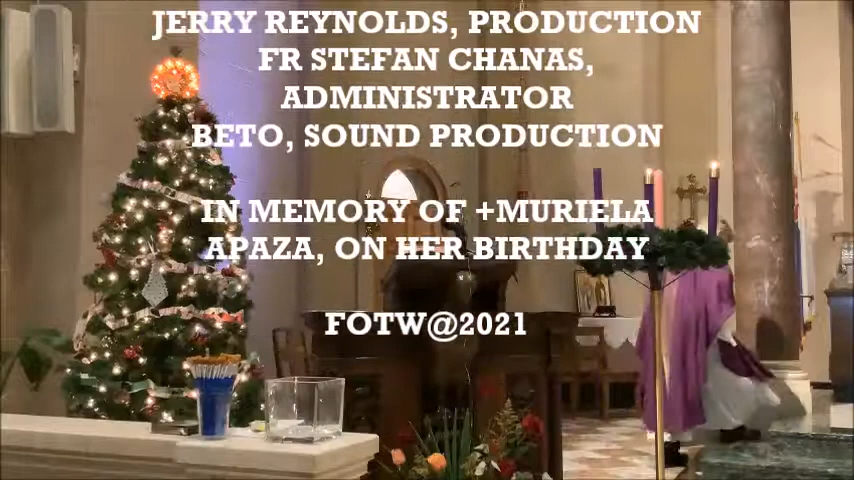 JERRY REYNOLDS, PRODUCTION
FR STEFAN CHANAS,
ADMINISTRATOR
BETO, SOUND PRODUCTION
IN MEMORY OF +MURIELA
APAZA, ON HER BIRTHDAY
FOTW@2021